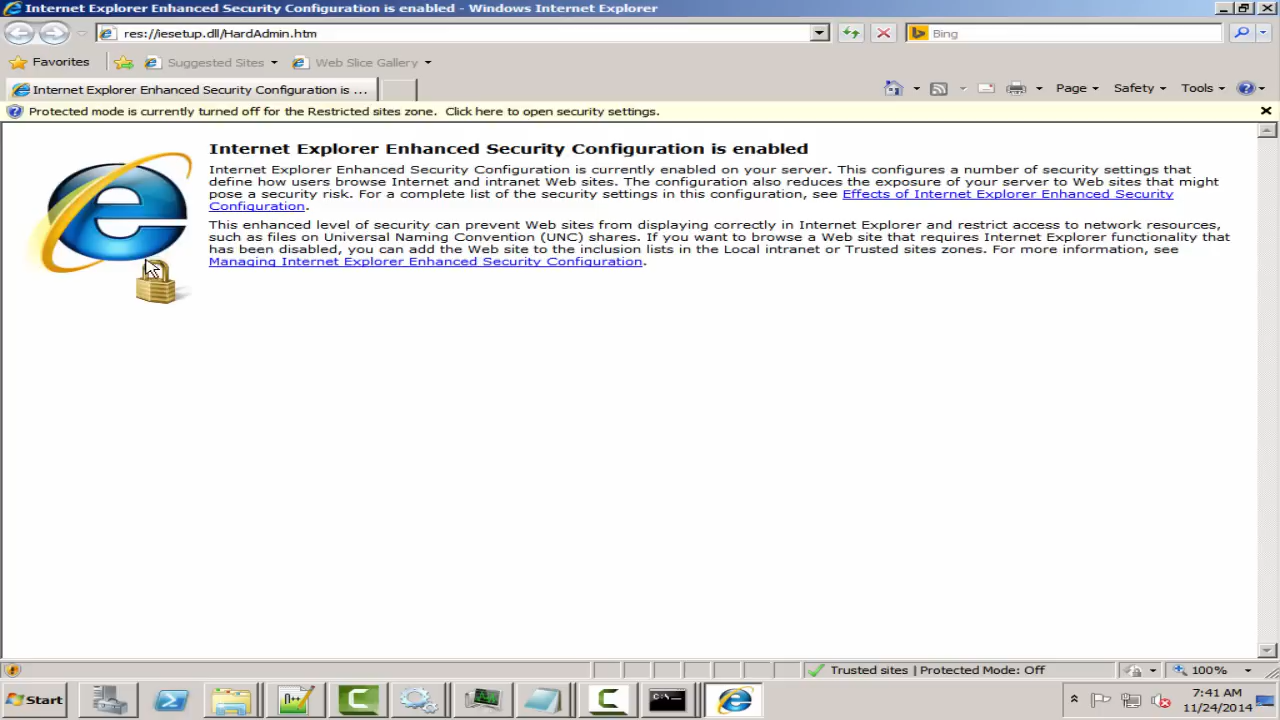 Internet Explorer Enhanced Security Configuration is enabled - Windows Internet Explorer
res://iesetup.dll/HardAdmin.htm
Bing
Favorites
Suggested Sites
Web Slice Gallery
Internet Explorer Enhanced Security Configuration is ...
Page
Safety
Tools
Protected mode is currently turned off for the Restricted sites zone. Click here to open security settings.
Internet Explorer Enhanced Security Configuration is enabled
Internet Explorer Enhanced Security Configuration is currently enabled on your server. This configures a number of security settings that
define how users browse Internet and intranet Web sites. The configuration also reduces the exposure of your server to Web sites that might
pose a security risk. For a complete list of the security settings in this configuration, see Effects of Internet Explorer Enhanced Security
Configuration.
This enhanced level of security can prevent Web sites from displaying correctly in Internet Explorer and restrict access to network resources,
such as files on Universal Naming Convention (UNC) shares. If you want to browse a Web site that requires Internet Explorer functionality that
has been disabled, you can add the Web site to the inclusion lists in the Local intranet or Trusted sites zones. For more information, see
Managing Internet Explorer Enhanced Security Configuration.
Trusted sites | Protected Mode: Off
100%
Start
7:41 AM
11/24/2014